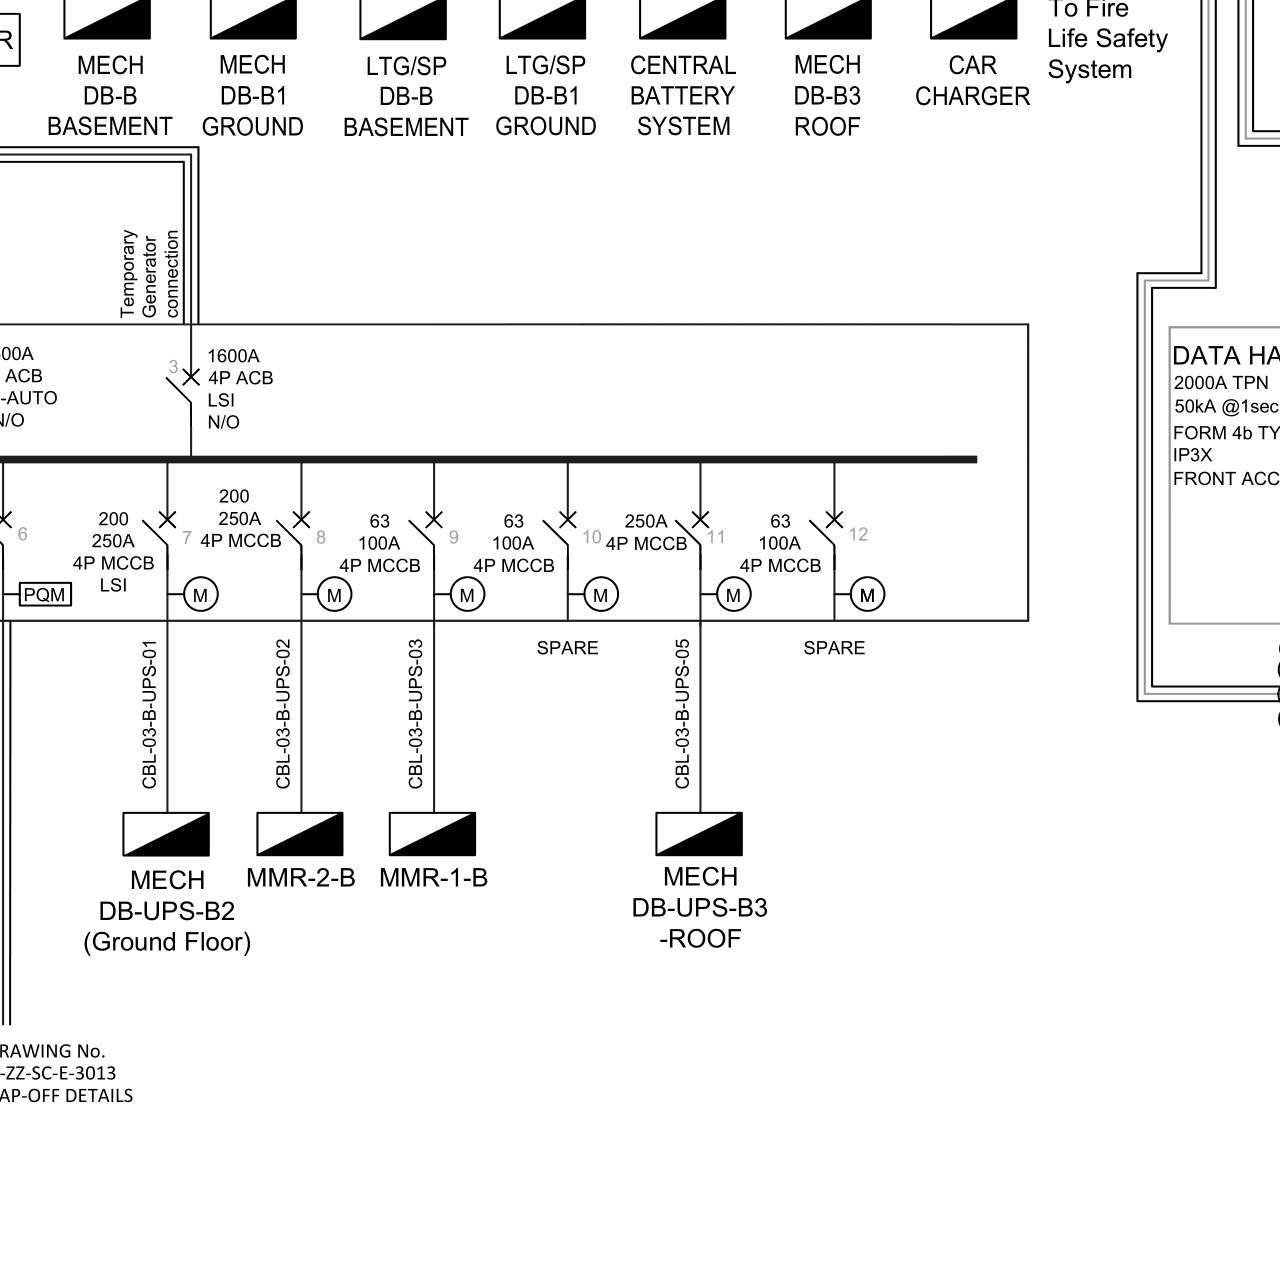 R
MECH
DB-B
BASEMENT
MECH
DB-B1
GROUND
LTG/SP
DB-B
BASEMENT
LTG/SP
DB-B1
GROUND
CENTRAL
BATTERY
SYSTEM
MECH
DB-B3
ROOF
CAR
CHARGER
To Fire
Life Safety
System
Temporary
Generator
connection
00A
ACB
-AUTO
N/O
3
1600A
4P ACB
LSI
N/O
DATA HA
2000A TPN
50kA @1sec
FORM 4b TY
IP3X
FRONT ACC
6
PQM
200
250A
4P MCCB
LSI
7
M
200
250A
4P MCCB
8
M
63
100A
4P MCCB
9
M
63
100A
4P MCCB
10
M
250A
4P MCCB
11
M
63
100A
4P MCCB
12
M
SPARE
SPARE
CBL-03-B-UPS-01
CBL-03-B-UPS-02
CBL-03-B-UPS-03
CBL-03-B-UPS-05
MECH
DB-UPS-B2
(Ground Floor)
MMR-2-B
MMR-1-B
MECH
DB-UPS-B3
-ROOF
RAWING No.
-ZZ-SC-E-3013
AP-OFF DETAILS